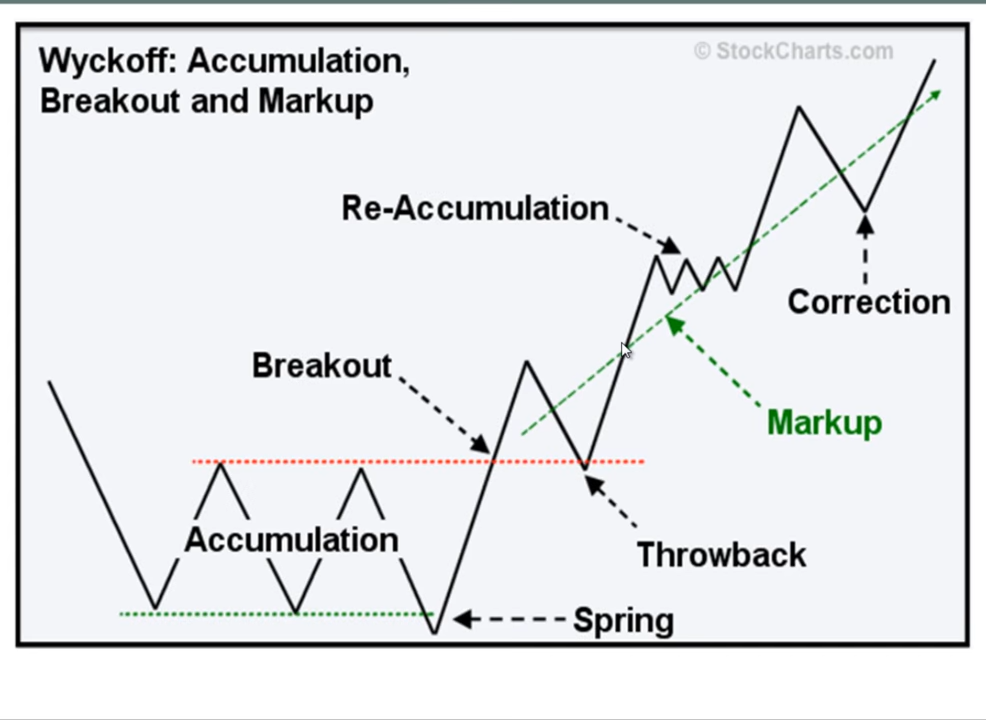 Wyckoff: Accumulation,
Breakout and Markup
© StockCharts.com
Re-Accumulation
Correction
Breakout
Markup
Accumulation
Throwback
Spring